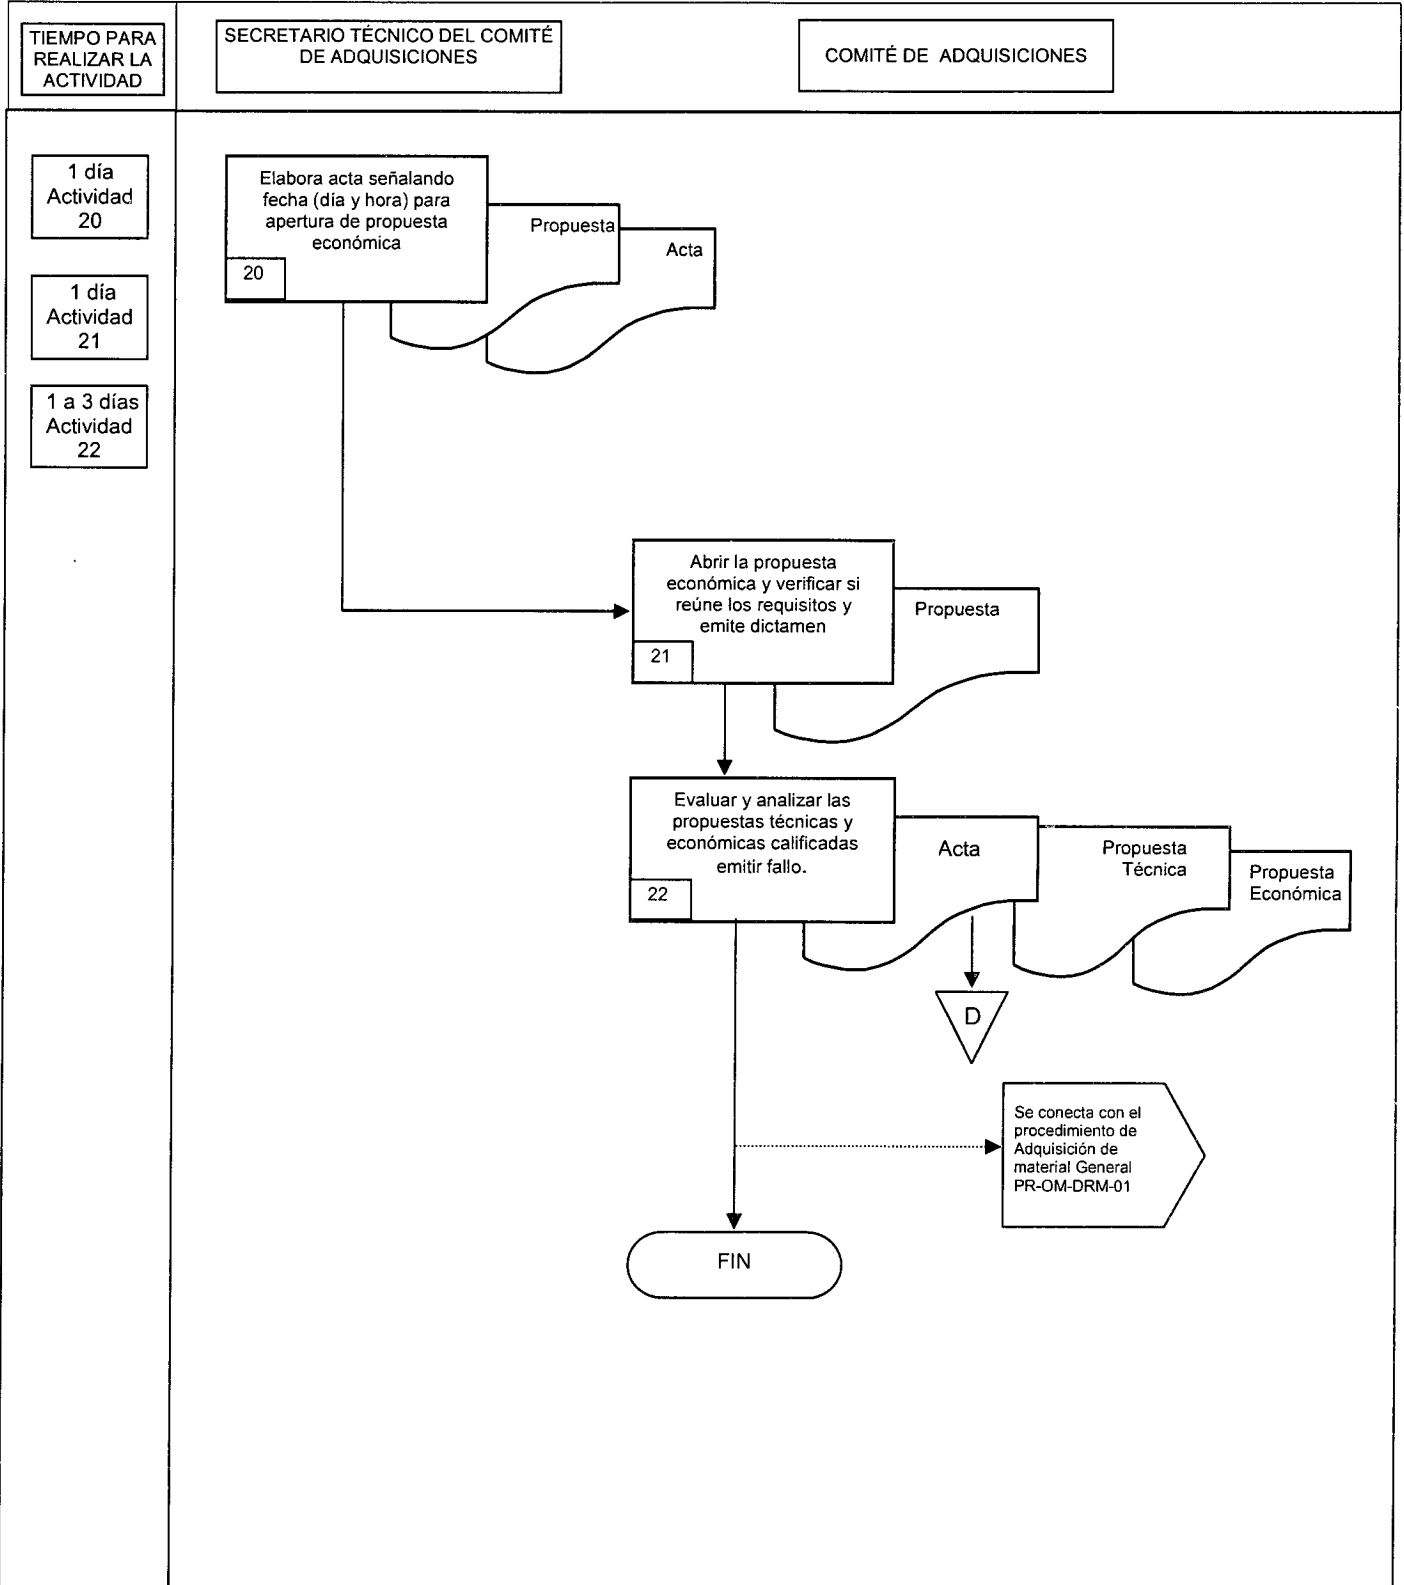 TIEMPO PARA
REALIZAR LA
ACTIVIDAD
SECRETARIO TÉCNICO DEL COMITÉ
DE ADQUISICIONES
COMITÉ DE ADQUISICIONES
1 día
Actividad
20
1 día
Actividad
21
1 a 3 días
Actividad
22
Elabora acta señalando
fecha (día y hora) para
apertura de propuesta
económica
20
Propuesta
Acta
Abrir la propuesta
económica y verificar si
reúne los requisitos y
emite dictamen
21
Propuesta
Evaluar y analizar las
propuestas técnicas y
económicas calificadas
emitir fallo.
22
Acta
Propuesta
Técnica
Propuesta
Económica
D
Se conecta con el
procedimiento de
Adquisición de
material General
PR-OM-DRM-01
FIN